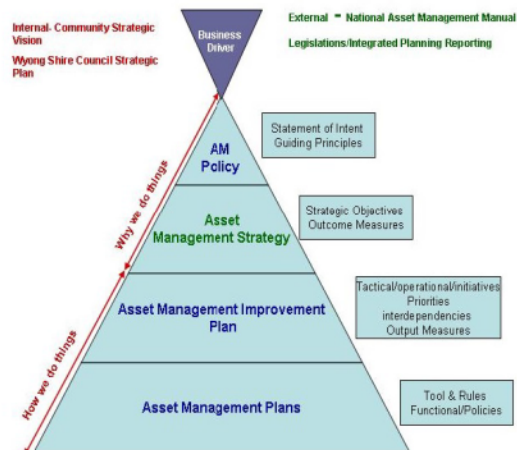 Internal- Community Strategic
Vision
Wyong Shire Council Strategic
Plan
Business
Driver
External - National Asset Management Manual
Legislations/Integrated Planning Reporting
Why we do things
How we do things
AM
Policy
Statement of Intent
Guiding Principles
Asset
Management Strategy
Strategic Objectives
Outcome Measures
Asset Management Improvement
Plan
Tactical/operational/initiatives
Priorities
interdependencies
Output Measures
Asset Management Plans
Tool & Rules
Functional/Policies